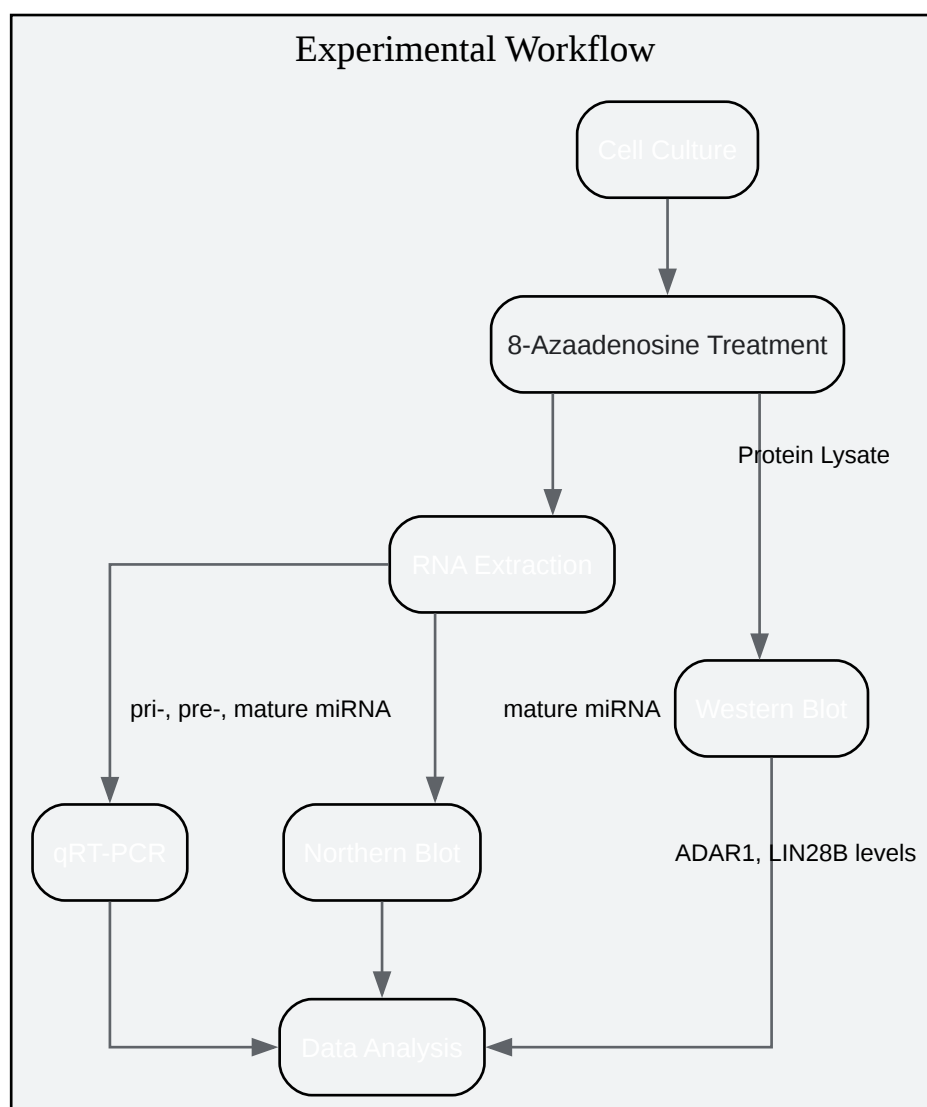 Experimental Workflow
Cell Culture
8-Azaadenosine Treatment
Protein Lysate
RNA Extraction
pri-, pre-, mature miRNA
mature miRNA
Western Blot
qRT-PCR
Northern Blot
ADAR1, LIN28B levels
Data Analysis